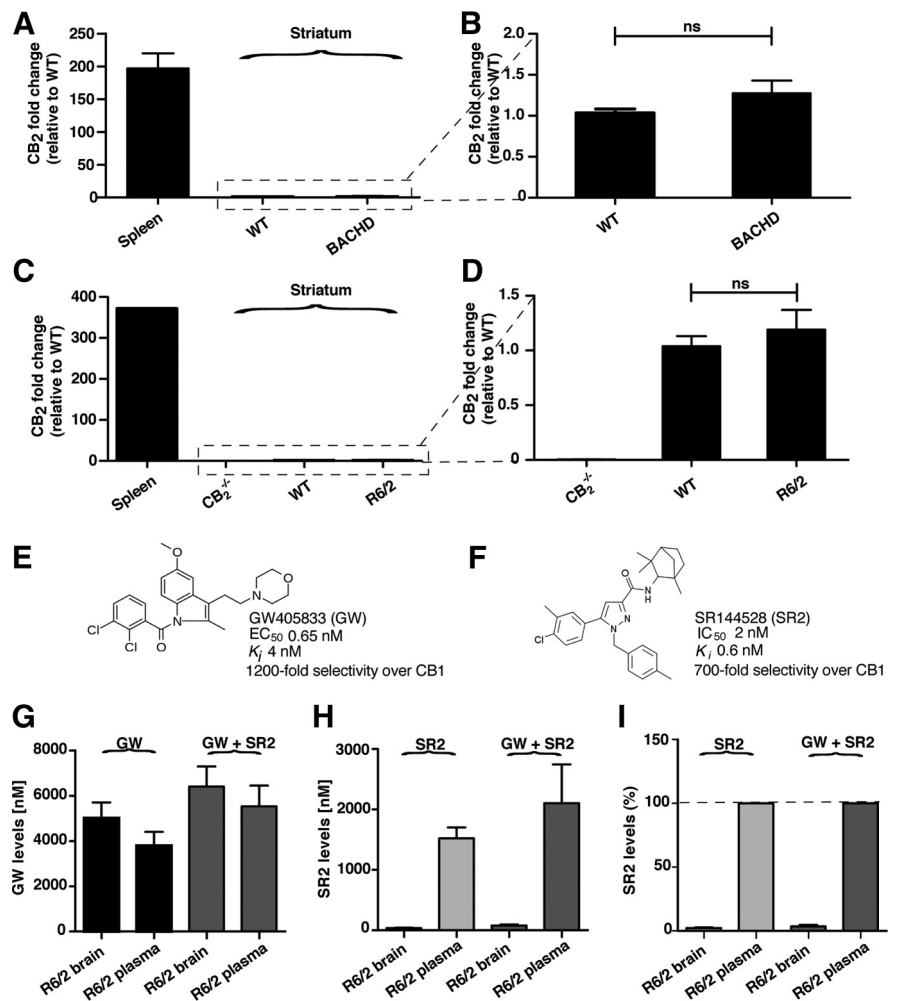 A
CB2 fold change
(relative to WT)
250
200
150
100
50
0
Striatum
Spleen
WT
BACHD
B
CB2 fold change
(relative to WT)
2.0
1.5
1.0
0.5
0
ns
WT
BACHD
C
CB2 fold change
(relative to WT)
400
300
200
100
0
Striatum
Spleen
CB2-/-
WT
R6/2
D
CB2 fold change
(relative to WT)
1.5
1.0
0.5
0
ns
CB2-/-
WT
R6/2
E
O
N
O
N
Cl
Cl
O
GW405833 (GW)
EC50 0.65 nM
Ki 4 nM
1200-fold selectivity over CB1
F
O
N
H
N
N
Cl
SR144528 (SR2)
IC50 2 nM
Ki 0.6 nM
700-fold selectivity over CB1
G
GW levels [nM]
8000
6000
4000
2000
0
GW
GW + SR2
R6/2 brain
R6/2 plasma
R6/2 brain
R6/2 plasma
H
SR2 levels [nM]
3000
2000
1000
0
SR2
GW + SR2
R6/2 brain
R6/2 plasma
R6/2 brain
R6/2 plasma
I
SR2 levels (%)
150
100
50
0
SR2
GW + SR2
R6/2 brain
R6/2 plasma
R6/2 brain
R6/2 plasma